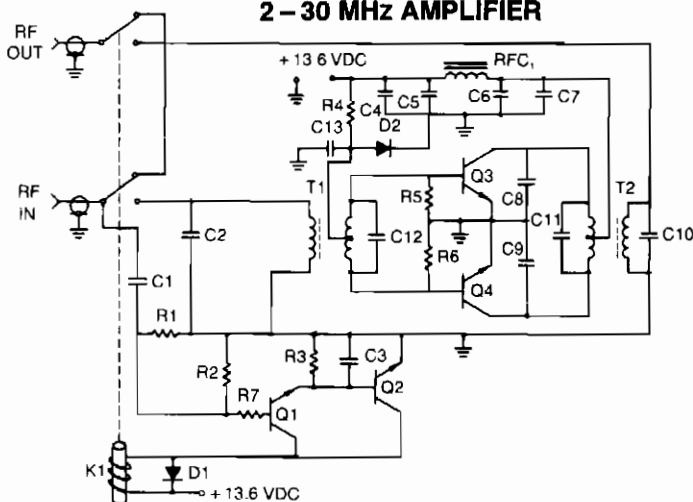 2–30 MHz AMPLIFIER
RF OUT
+ 13 6 VDC
RFC1
R4
C4
C5
C6
C7
C13
D2
RF IN
T1
Q3
T2
R5
C8
C2
C12
C11
C10
R6
C9
C1
Q4
R1
R2
R3
C3
R7
Q1
Q2
K1
D1
+ 13.6 VDC